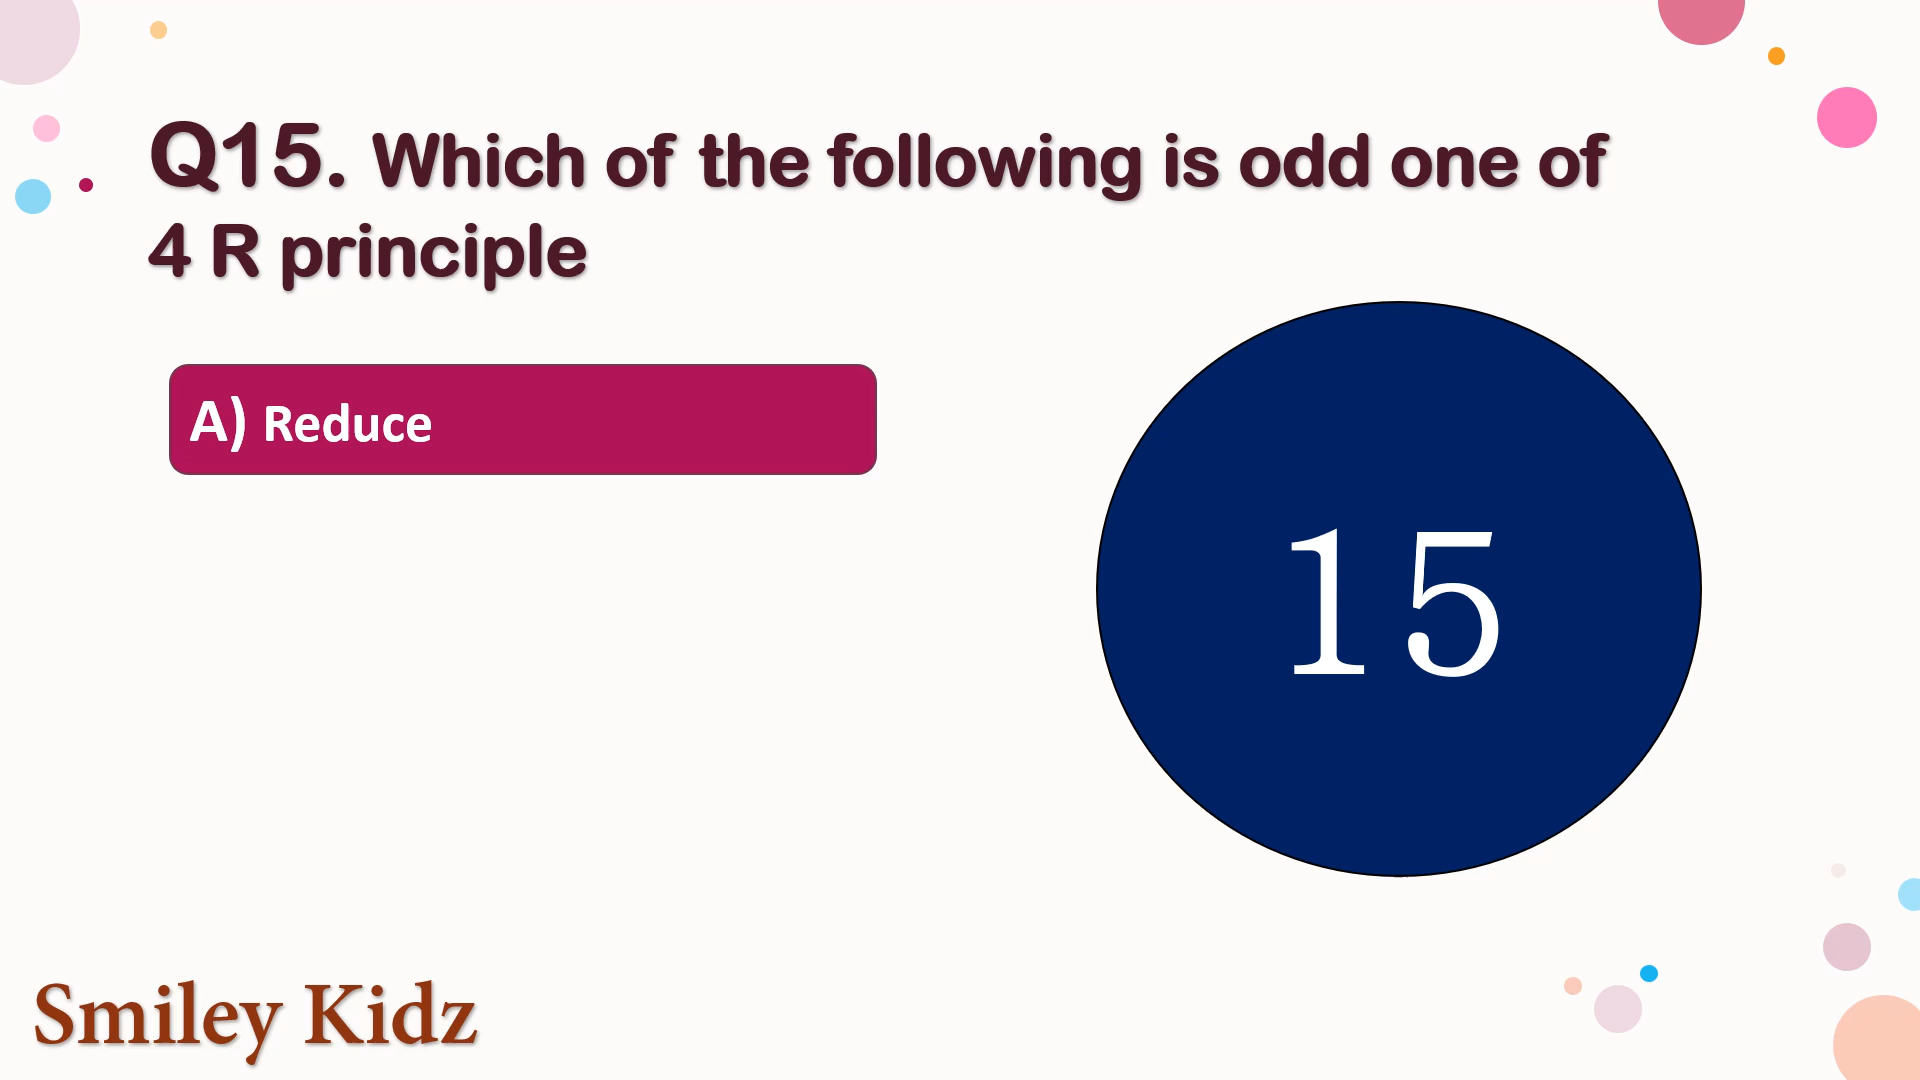 Q15. Which of the following is odd one of
4 R principle
A) Reduce
15
Smiley Kidz